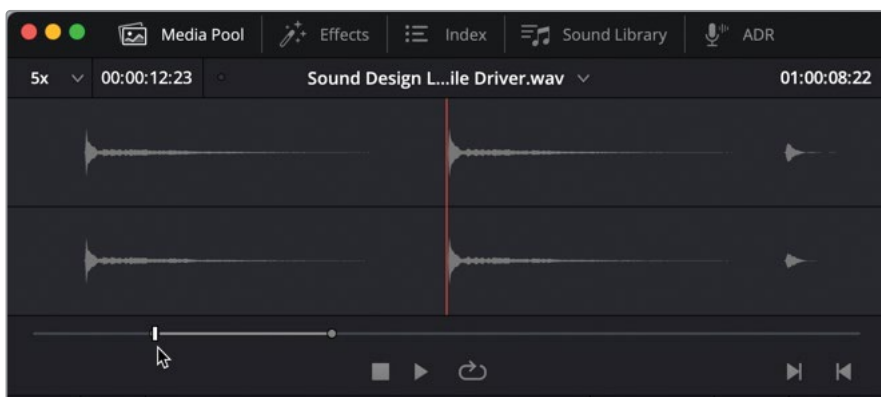 Media Pool Effects Index Sound Library ADR
5x 00:00:12:23 Sound Design L...ile Driver.wav 01:00:08:22